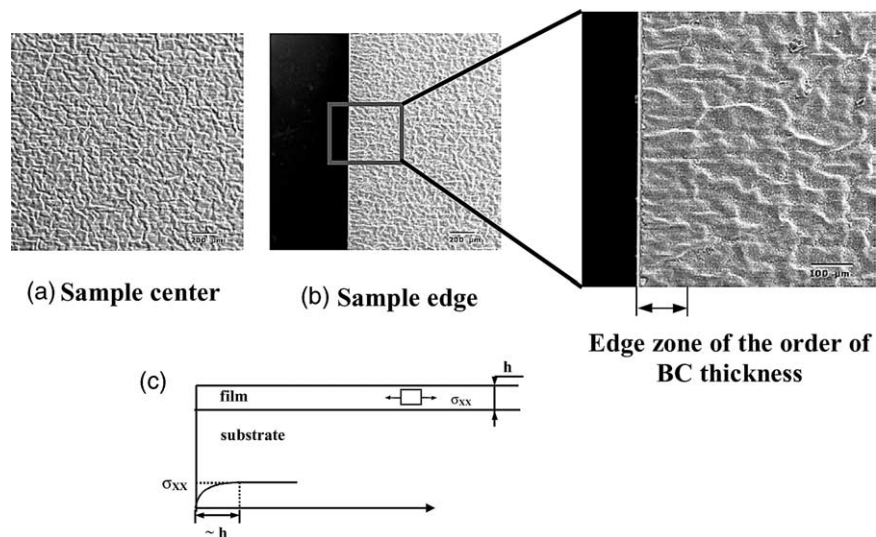 200 µm
200 µm
100 µm
(a) Sample center
(b) Sample edge
Edge zone of the order of
BC thickness
(c)
h
film
σxx
substrate
σxx
~ h